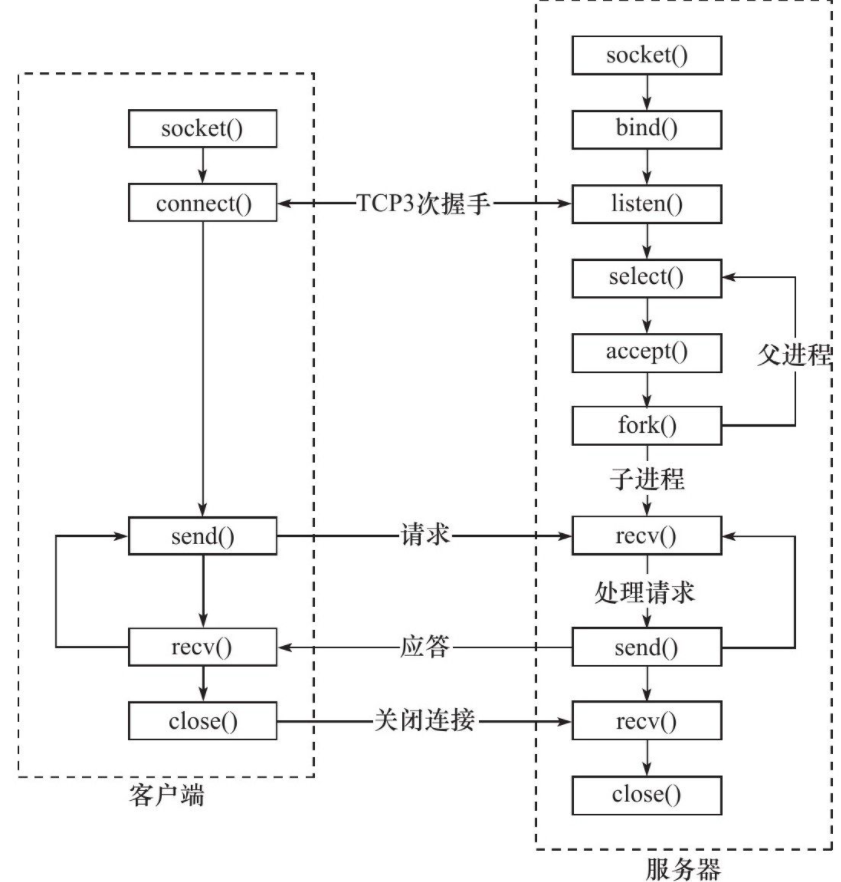 socket()
connect()
send()
recv()
close()
客户端
TCP3次握手
请求
应答
关闭连接
socket()
bind()
listen()
select()
accept()
fork()
父进程
子进程
recv()
处理请求
send()
recv()
close()
服务器